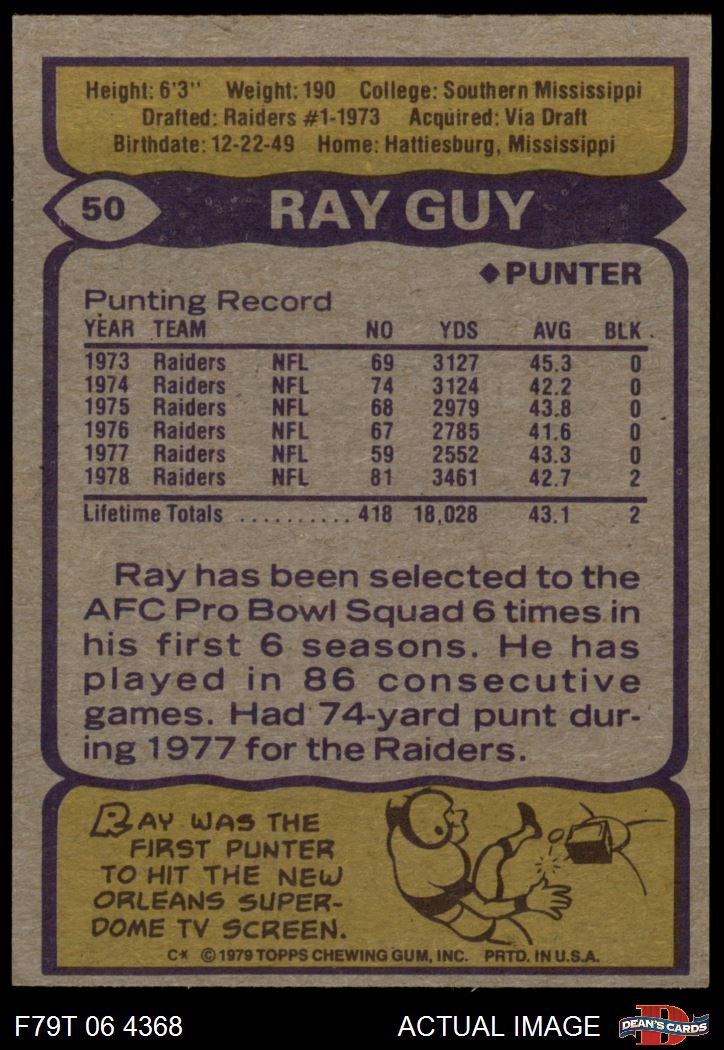 Height: 6'3" Weight: 190 College: Southern Mississippi
Drafted: Raiders #1-1973 Acquired: Via Draft
Birthdate: 12-22-49 Home: Hattiesburg, Mississippi
50 RAY GUY
◆PUNTER
Punting Record
YEAR TEAM NO YDS AVG BLK.
1973 Raiders NFL 69 3127 45.3 0
1974 Raiders NFL 74 3124 42.2 0
1975 Raiders NFL 68 2979 43.8 0
1976 Raiders NFL 67 2785 41.6 0
1977 Raiders NFL 59 2552 43.3 0
1978 Raiders NFL 81 3461 42.7 2
Lifetime Totals .......... 418 18,028 43.1 2
Ray has been selected to the
AFC Pro Bowl Squad 6 times in
his first 6 seasons. He has
played in 86 consecutive
games. Had 74-yard punt dur-
ing 1977 for the Raiders.
RAY WAS THE
FIRST PUNTER
TO HIT THE NEW
ORLEANS SUPER-
DOME TV SCREEN.
C* © 1979 TOPPS CHEWING GUM, INC. PRTD. IN U.S.A.
F79T 06 4368 ACTUAL IMAGE D DEAN'S CARDS